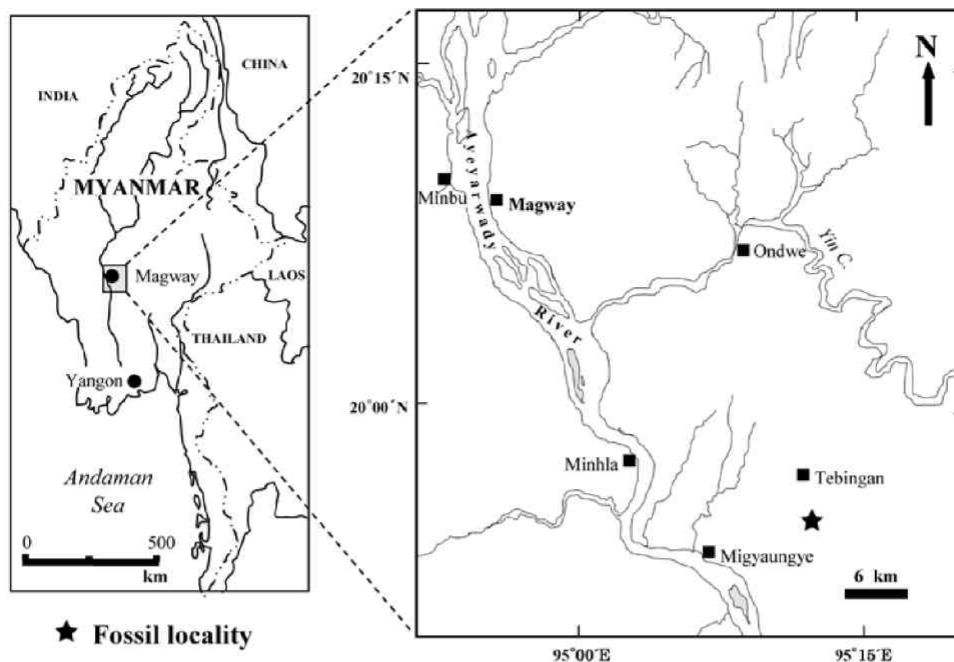 INDIA
CHINA
MYANMAR
Magway
LAOS
THAILAND
Yangon
Andaman
Sea
0 500
km
★ Fossil locality
20°15´N
N
Minbu
Ayeyarwady
River
Magway
Ondwe
Yin C.
20°00´N
Minhla
Tebingan
Migyaungye
6 km
95°00´E
95°15´E